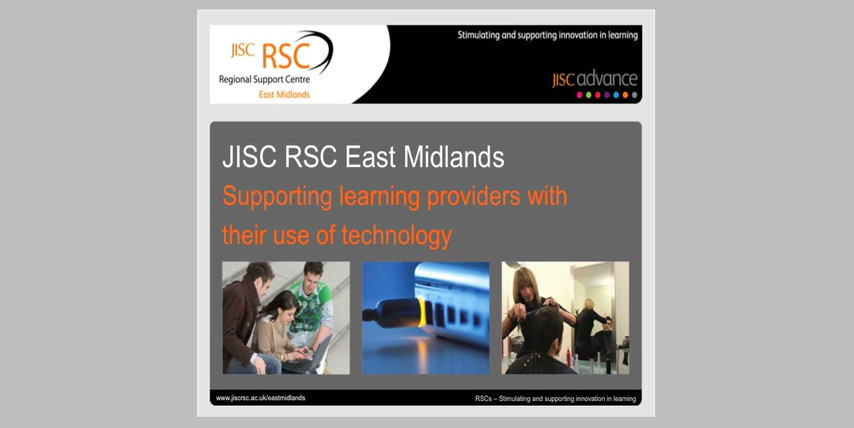 Stimulating and supporting innovation in learning
JISC RSC
Regional Support Centre
East Midlands
JISC advance
JISC RSC East Midlands
Supporting learning providers with
their use of technology
www.jiscrsc.ac.uk/eastmidlands
RSCs – Stimulating and supporting innovation in learning